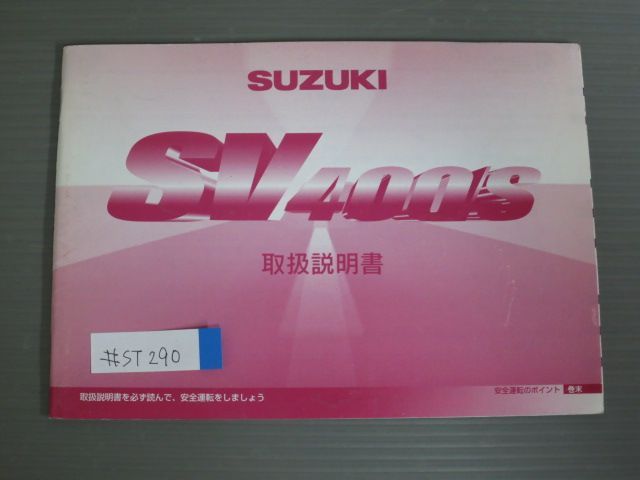 SUZUKI
SV400/S
取扱説明書
#ST290
安全運転のポイント 巻末
取扱説明書を必ず読んで、安全運転をしましょう